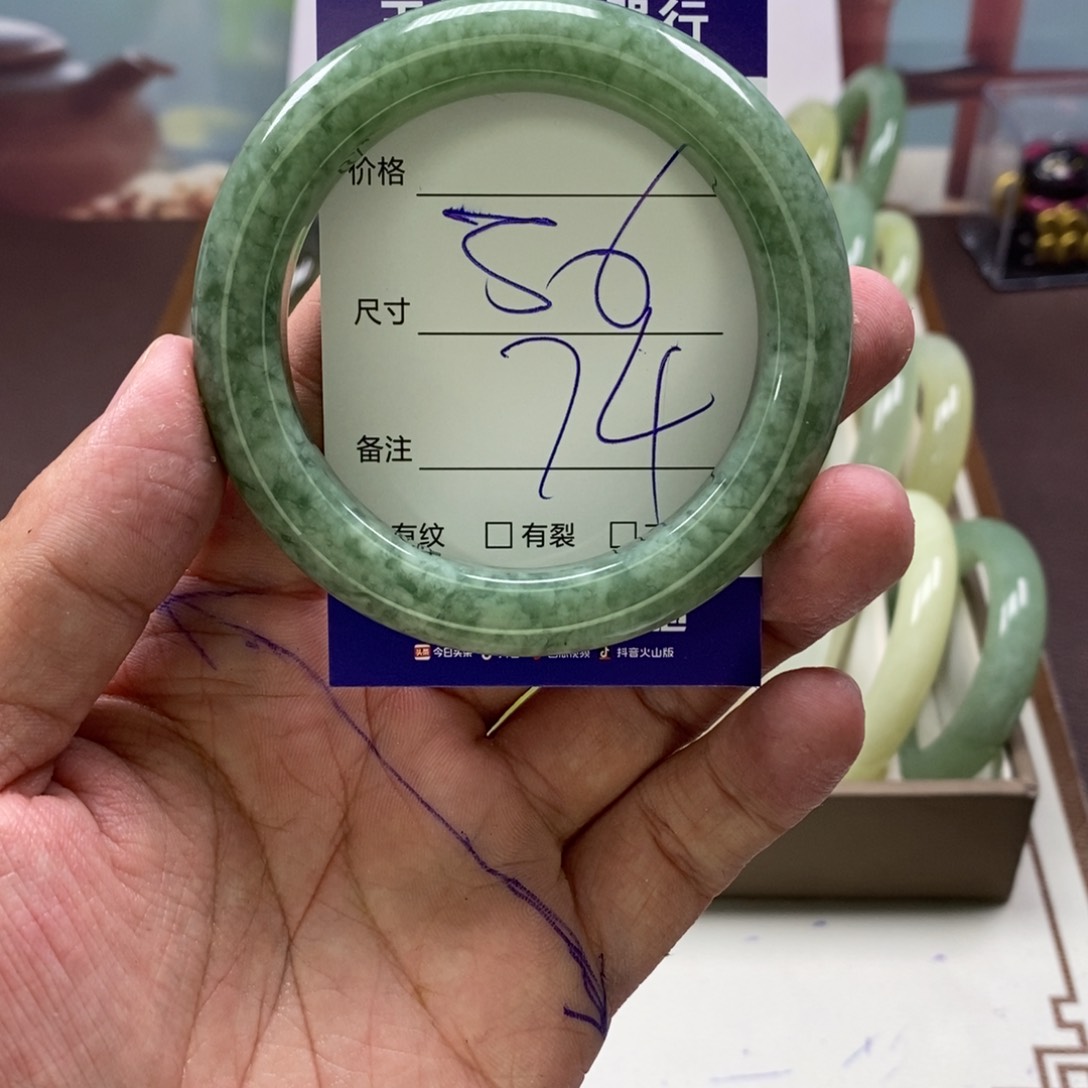 行
价格
56
尺寸
74
备注
有纹 □ 有裂 □
今日头条 抖音火山版